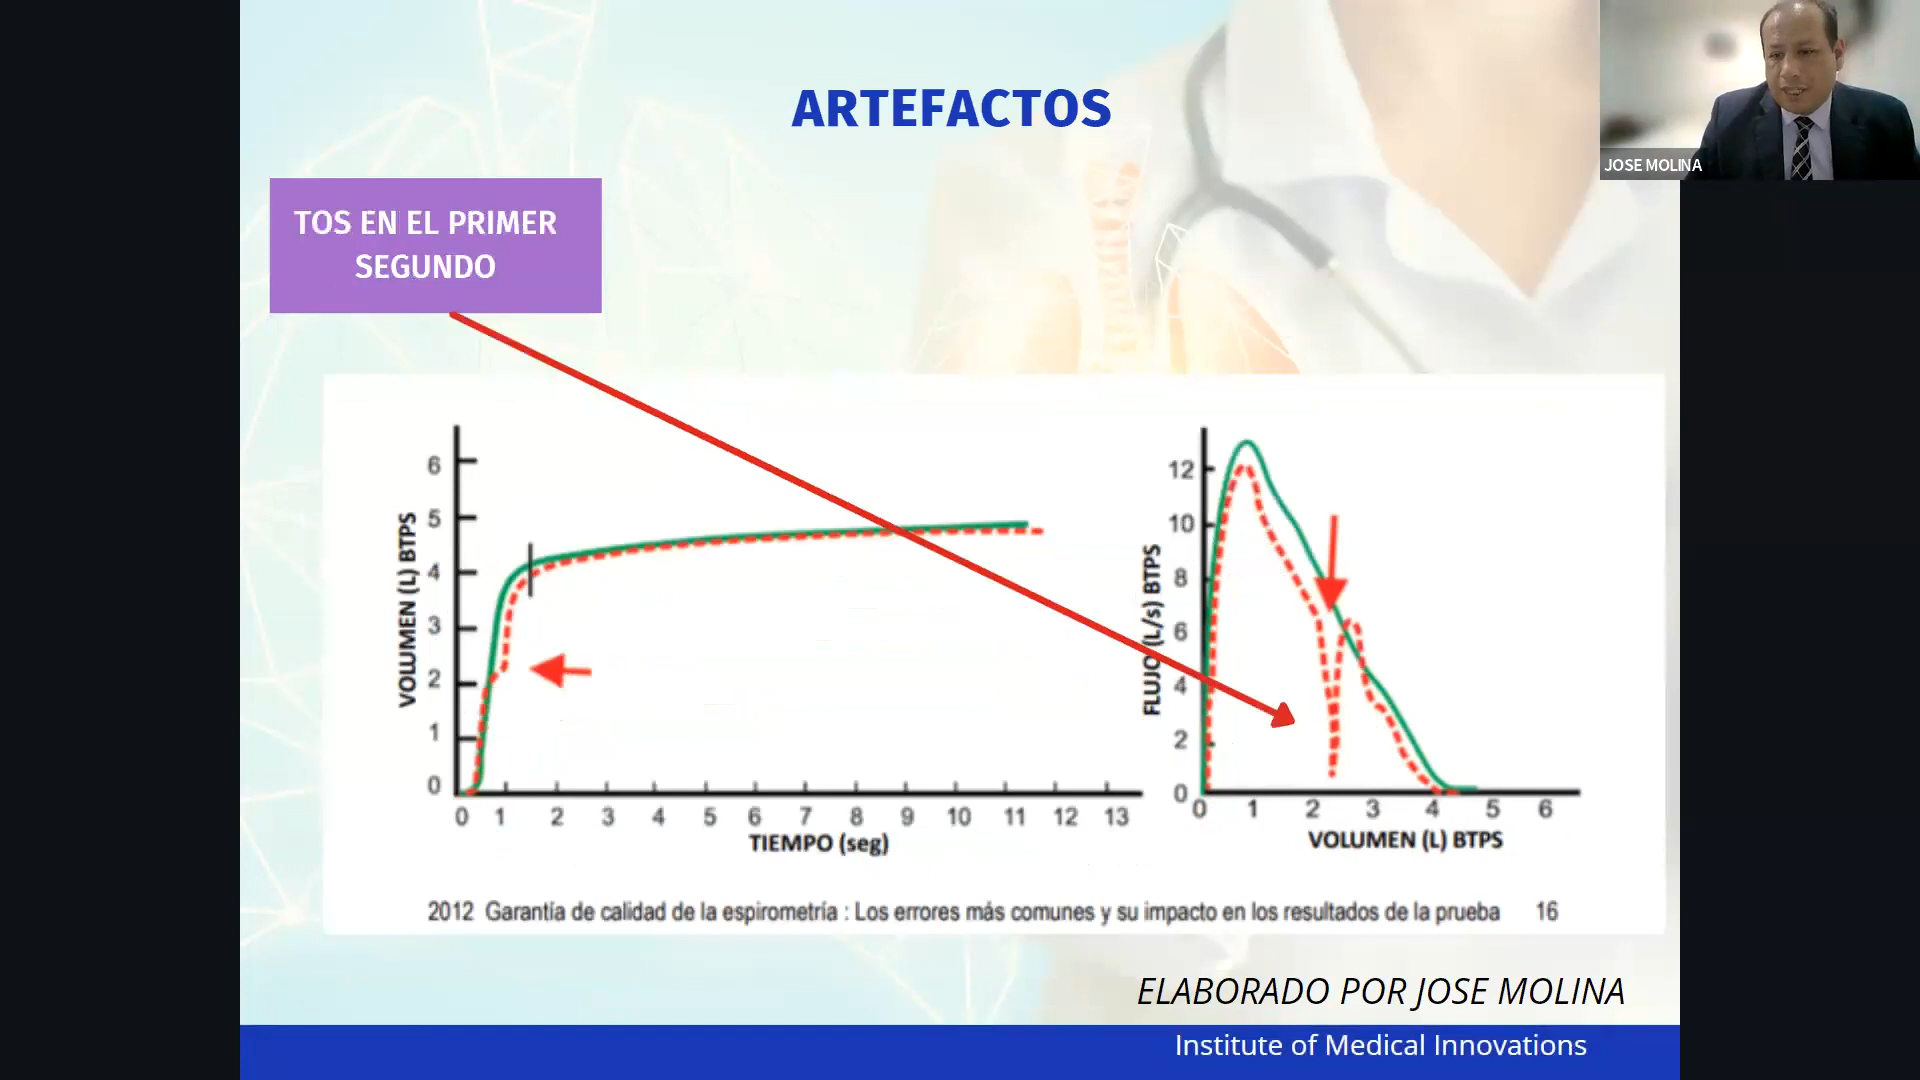 ARTEFACTOS
JOSE MOLINA
TOS EN EL PRIMER
SEGUNDO
VOLUMEN (L) BTPS
6
5
4
3
2
1
0
0 1 2 3 4 5 6 7 8 9 10 11 12 13
TIEMPO (seg)
FLUJO (L/s) BTPS
12
10
8
6
4
2
0
0 1 2 3 4 5 6
VOLUMEN (L) BTPS
2012 Garantía de calidad de la espirometría : Los errores más comunes y su impacto en los resultados de la prueba 16
ELABORADO POR JOSE MOLINA
Institute of Medical Innovations